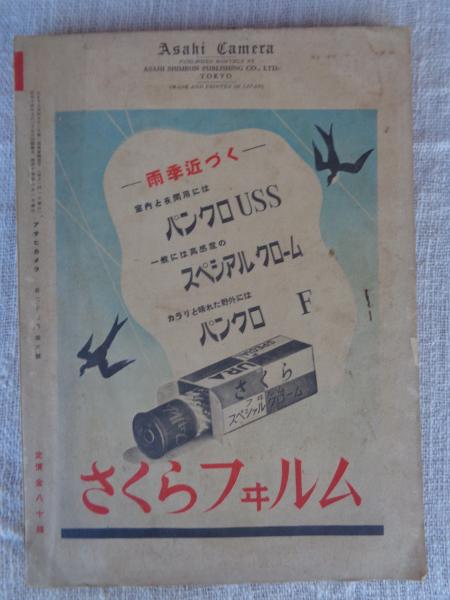 Asahi Camera
PUBLISHED MONTHLY BY
ASAHI SHIMBUN PUBLISHING CO., LTD.
TOKYO
(MADE AND PRINTED IN JAPAN)
—雨季近づく—
室内と夜間用には
パンクロ USS
一般には高感度の
スペシアルクローム
カラリと晴れた野外には
パンクロ F
さくら
スペシァルクローム
さくらフヰルム
アサヒカメラ
定價金八十錢